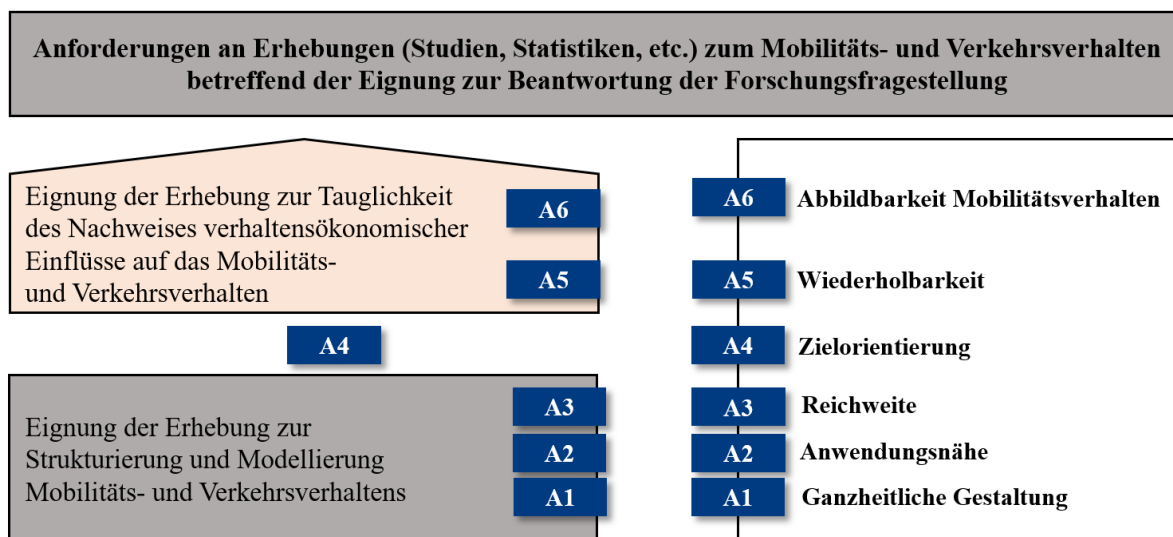 Anforderungen an Erhebungen (Studien, Statistiken, etc.) zum Mobilitäts- und Verkehrsverhalten
betreffend der Eignung zur Beantwortung der Forschungsfragestellung
Eignung der Erhebung zur Tauglichkeit
des Nachweises verhaltensökonomischer
Einflüsse auf das Mobilitäts-
und Verkehrsverhalten
A6
A5
A4
Eignung der Erhebung zur
Strukturierung und Modellierung
Mobilitäts- und Verkehrsverhaltens
A3
A2
A1
A6 Abbildbarkeit Mobilitätsverhalten
A5 Wiederholbarkeit
A4 Zielorientierung
A3 Reichweite
A2 Anwendungsnähe
A1 Ganzheitliche Gestaltung